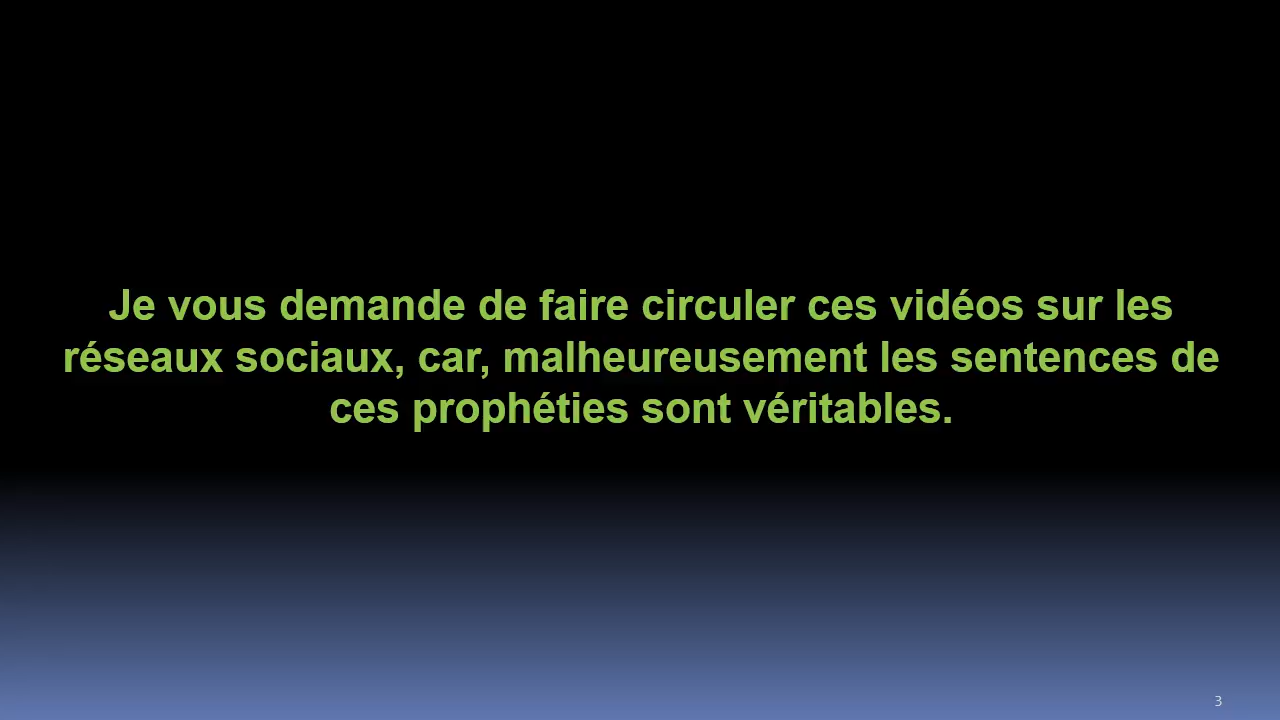 Je vous demande de faire circuler ces vidéos sur les
réseaux sociaux, car, malheureusement les sentences de
ces prophéties sont véritables.
3